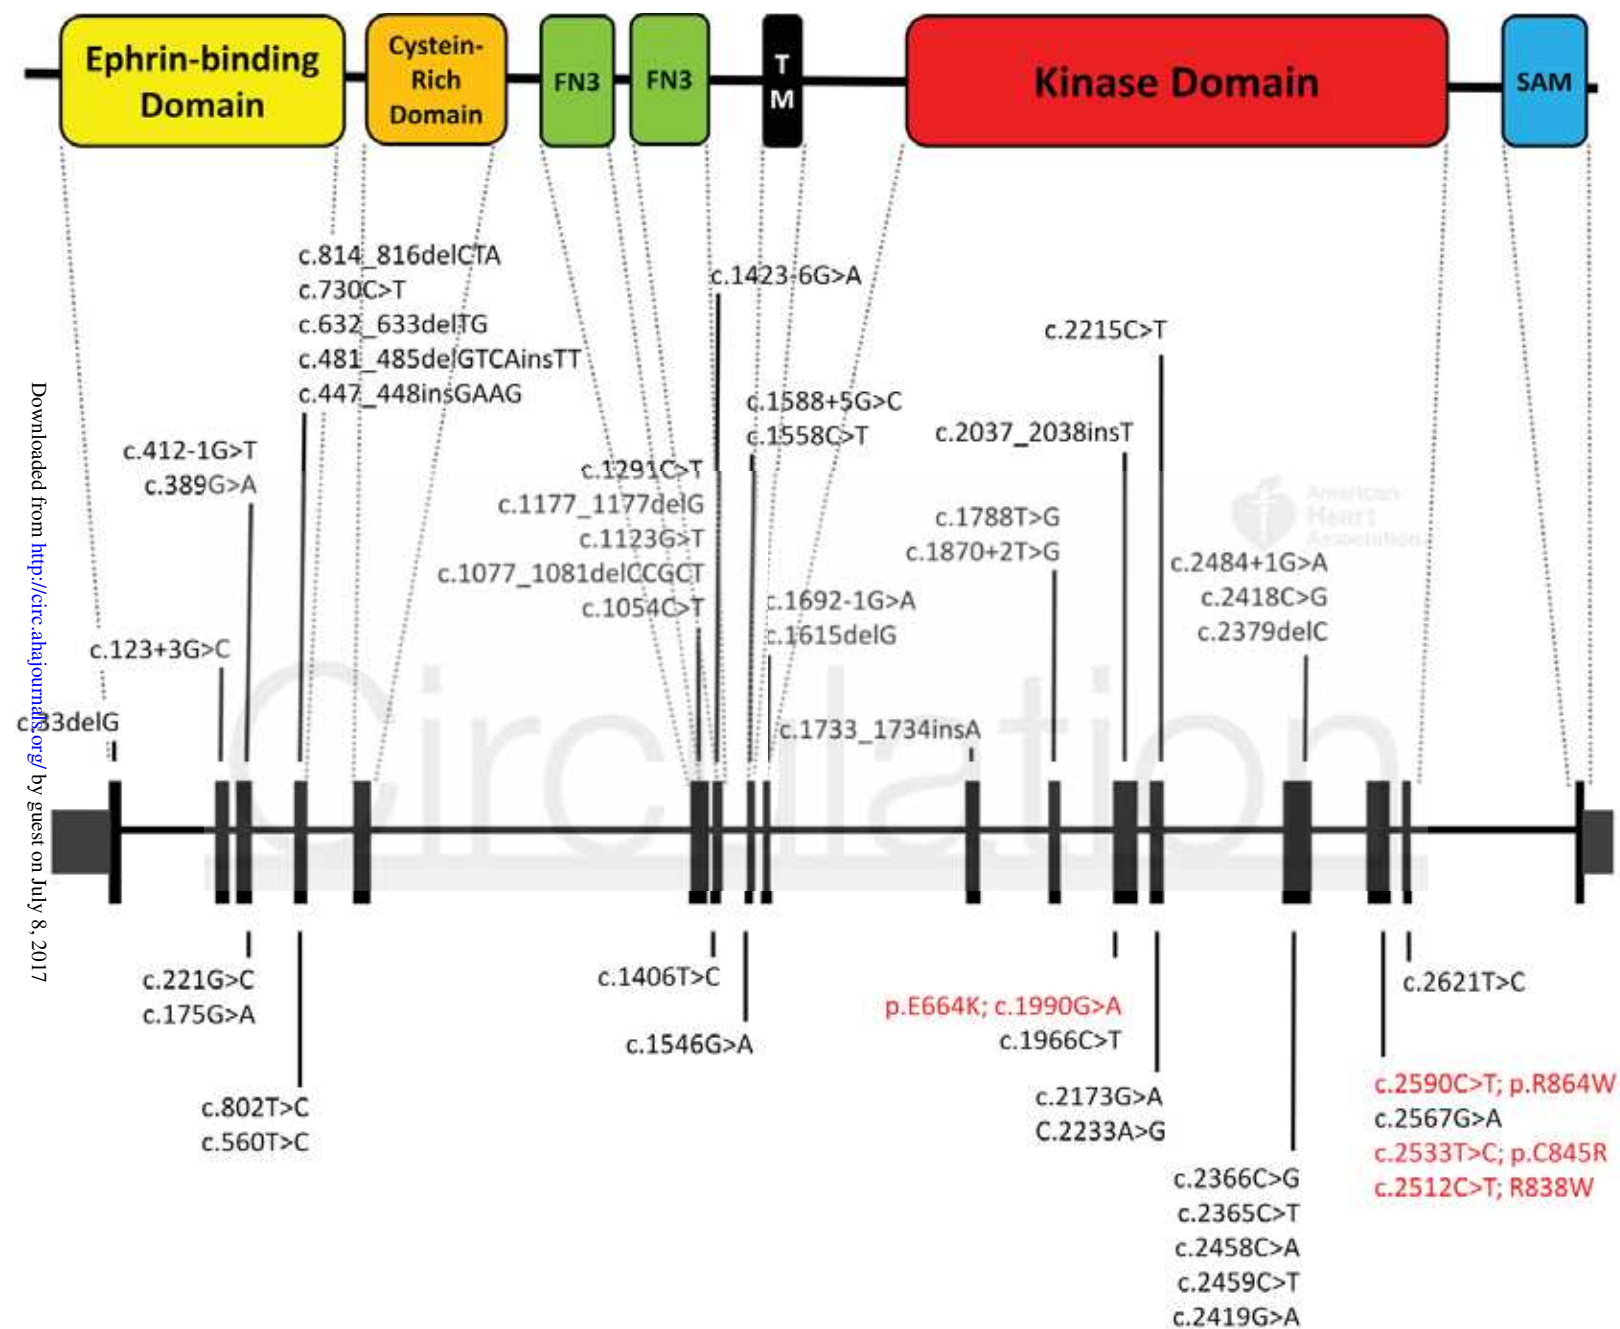 Ephrin-binding
Domain
Cystein-
Rich
Domain
FN3
FN3
T
M
Kinase Domain
SAM
c.814_816delCTA
c.730C>T
c.632_633delTG
c.481_485delGTCAinsTT
c.447_448insGAAG
c.1423-6G>A
c.2215C>T
c.412-1G>T
c.389G>A
c.1588+5G>C
c.1558C>T
c.2037_2038insT
c.1291C>T
c.1177_1177delG
c.1123G>T
c.1077_1081delCCGCT
c.1054C>T
c.1788T>G
c.1870+2T>G
American
Heart
Association
c.2484+1G>A
c.2418C>G
c.2379delC
c.1692-1G>A
c.1615delG
c.123+3G>C
c.33delG
c.1733_1734insA
Circulation
c.221G>C
c.175G>A
c.802T>C
c.560T>C
c.1406T>C
c.1546G>A
p.E664K; c.1990G>A
c.1966C>T
c.2173G>A
C.2233A>G
c.2366C>G
c.2365C>T
c.2458C>A
c.2459C>T
c.2419G>A
c.2621T>C
c.2590C>T; p.R864W
c.2567G>A
c.2533T>C; p.C845R
c.2512C>T; R838W
Downloaded from http://circ.ahajournals.org/ by guest on July 8, 2017